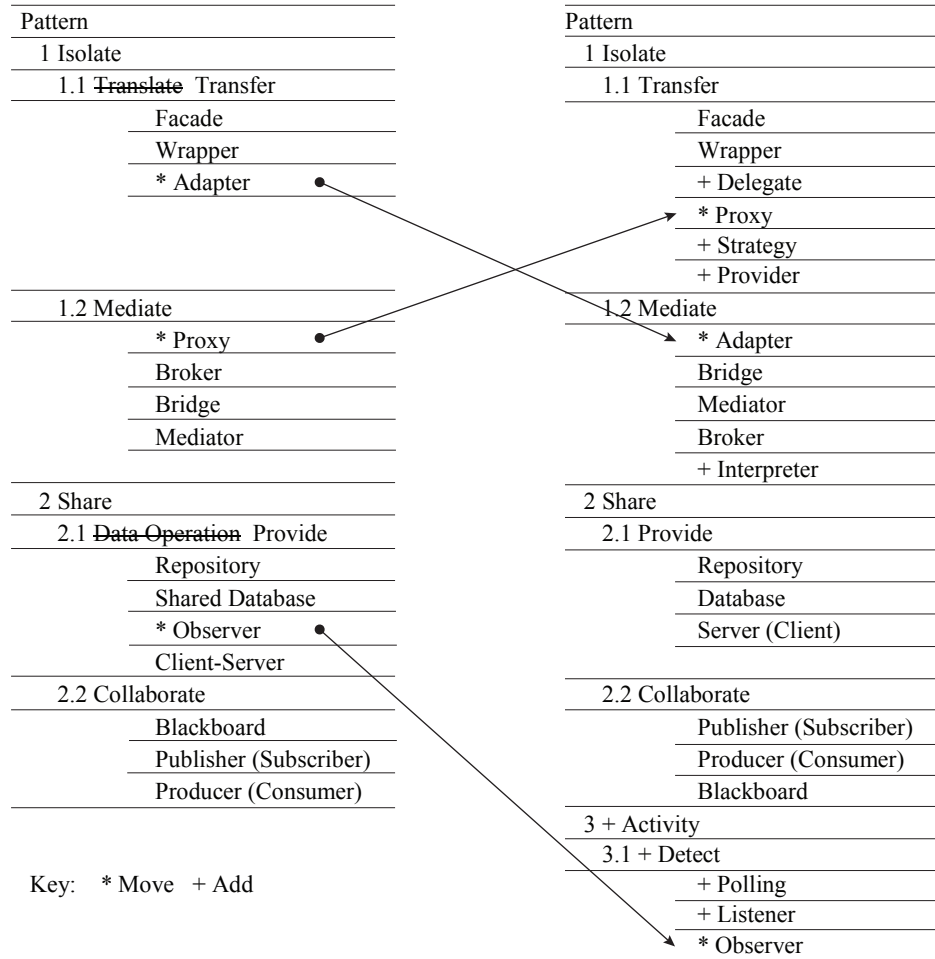 Pattern
1 Isolate
1.1 Translate Transfer
Facade
Wrapper
* Adapter
1.2 Mediate
* Proxy
Broker
Bridge
Mediator
2 Share
2.1 Data Operation Provide
Repository
Shared Database
* Observer
Client-Server
2.2 Collaborate
Blackboard
Publisher (Subscriber)
Producer (Consumer)
Key: * Move + Add
Pattern
1 Isolate
1.1 Transfer
Facade
Wrapper
+ Delegate
* Proxy
+ Strategy
+ Provider
1.2 Mediate
* Adapter
Bridge
Mediator
Broker
+ Interpreter
2 Share
2.1 Provide
Repository
Database
Server (Client)
2.2 Collaborate
Publisher (Subscriber)
Producer (Consumer)
Blackboard
3 + Activity
3.1 + Detect
+ Polling
+ Listener
* Observer